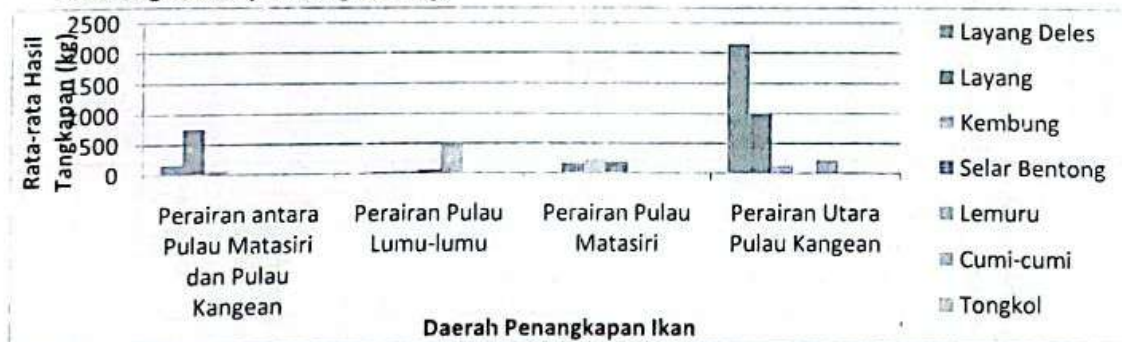 Rata-rata Hasil
Tangkapan (kg)
2500
2000
1500
1000
500
0
Perairan antara
Pulau Matasiri
dan Pulau
Kangean
Perairan Pulau
Lumu-lumu
Perairan Pulau
Matasiri
Perairan Utara
Pulau Kangean
Daerah Penangkapan Ikan
Layang Deles
Layang
Kembung
Selar Bentong
Lemuru
Cumi-cumi
Tongkol